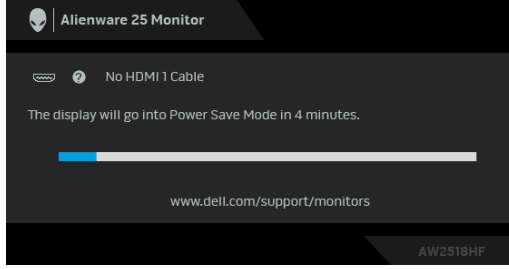 Alienware 25 Monitor
? No HDMI 1 Cable
The display will go into Power Save Mode in 4 minutes.
www.dell.com/support/monitors
AW2518HF